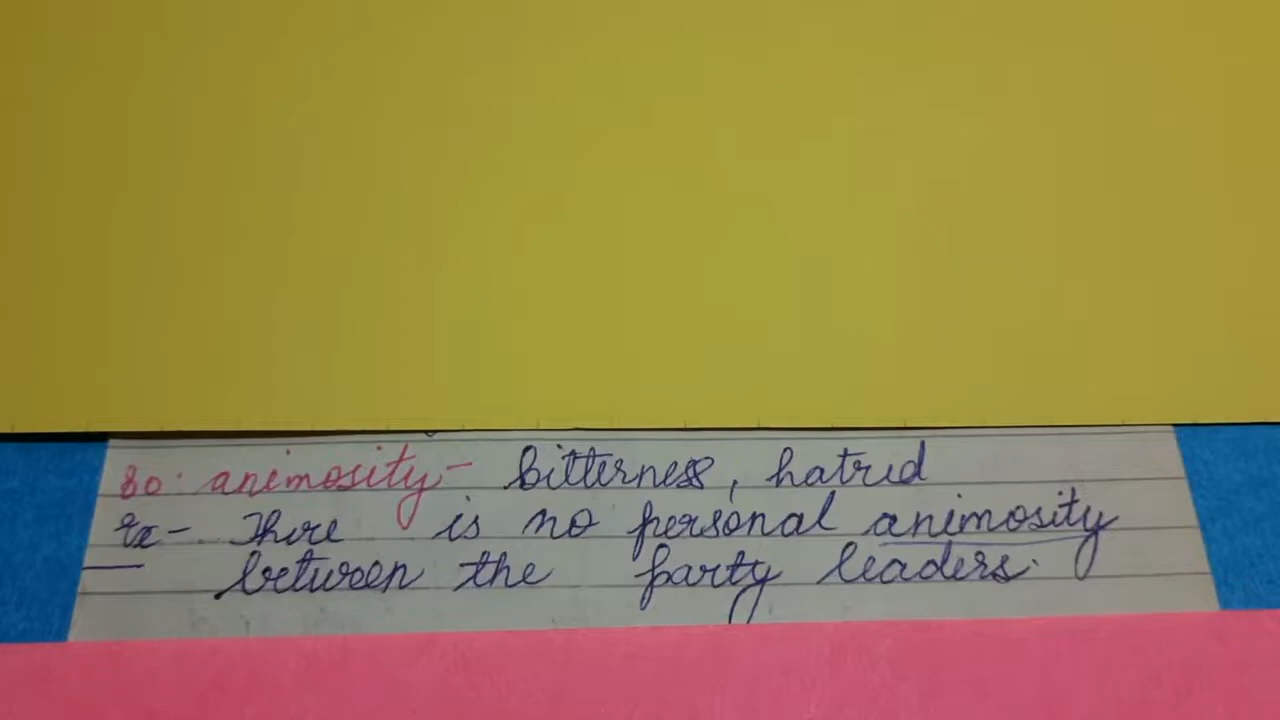 80. animosity- bitterness, hatred
Ex- There is no personal animosity
between the party leaders.